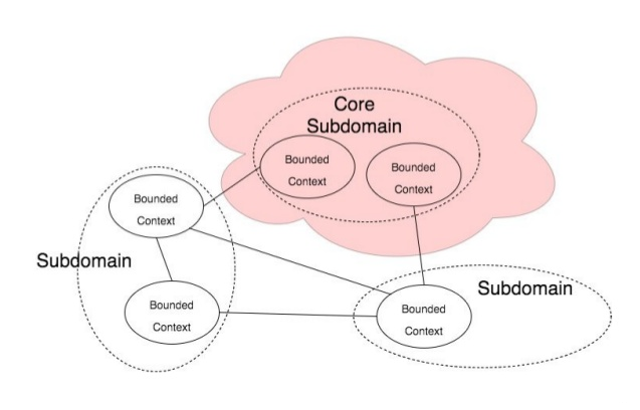 Core
Subdomain
Bounded
Context
Bounded
Context
Bounded
Context
Subdomain
Bounded
Context
Subdomain
Bounded
Context